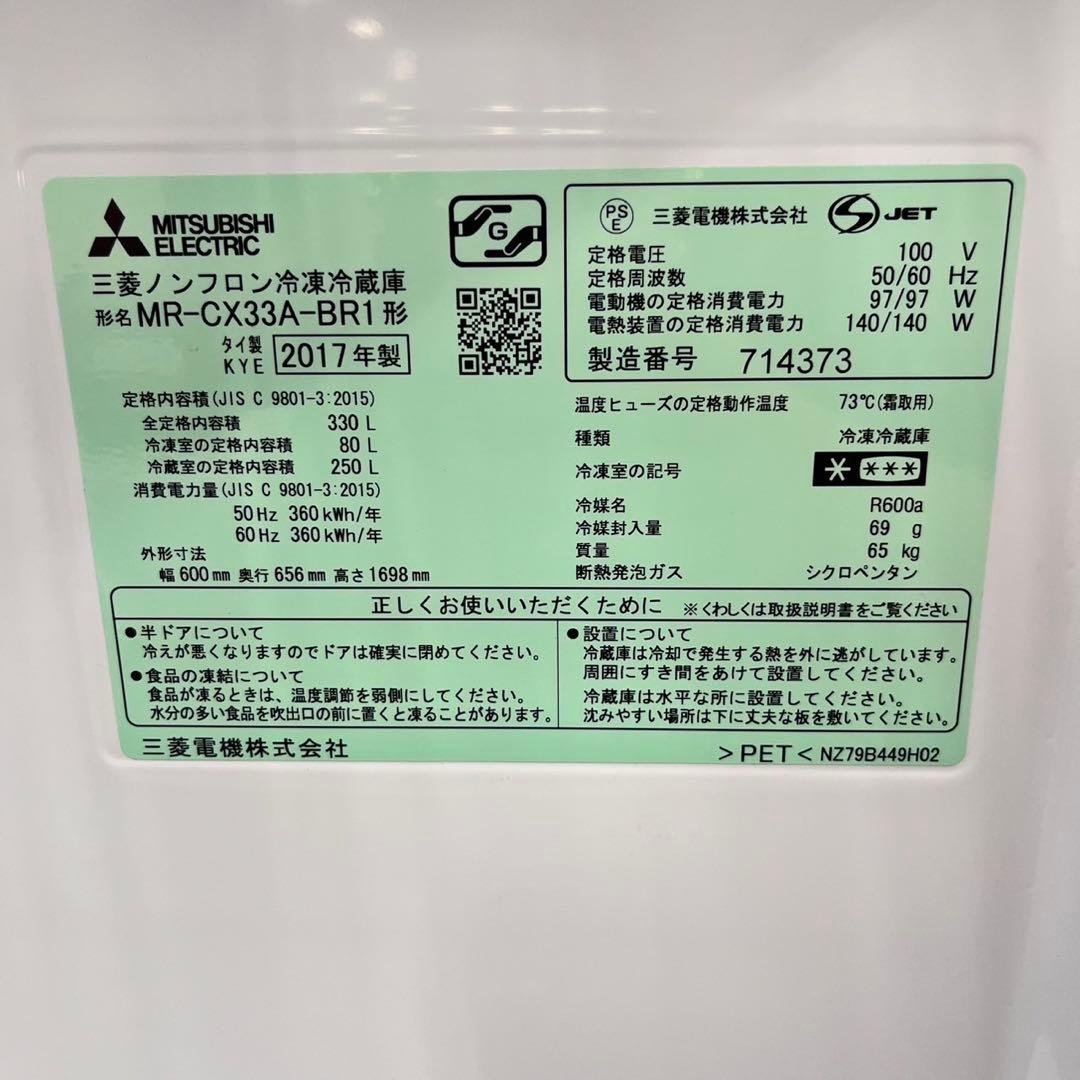 MITSUBISHI
ELECTRIC
G
三菱ノンフロン冷凍冷蔵庫
形名 MR-CX33A-BR1形
タイ製
KYE 2017年製
PS
E
三菱電機株式会社 S JET
定格電圧 100 V
定格周波数 50/60 Hz
電動機の定格消費電力 97/97 W
電熱装置の定格消費電力 140/140 W
製造番号 714373
定格内容積(JIS C 9801-3:2015)
全定格内容積 330 L
冷凍室の定格内容積 80 L
冷蔵室の定格内容積 250 L
消費電力量(JIS C 9801-3:2015)
50Hz 360kWh/年
60Hz 360kWh/年
外形寸法
幅600mm 奥行656mm 高さ1698mm
温度ヒューズの定格動作温度 73℃(霜取用)
種類 冷凍冷蔵庫
冷凍室の記号 * ***
冷媒名 R600a
冷媒封入量 69 g
質量 65 kg
断熱発泡ガス シクロペンタン
正しくお使いいただくために ※くわしくは取扱説明書をご覧ください
●半ドアについて
冷えが悪くなりますのでドアは確実に閉めてください。
●食品の凍結について
食品が凍るときは、温度調節を弱側にしてください。
水分の多い食品を吹出口の前に置くと凍ることがあります。
●設置について
冷蔵庫は冷却で発生する熱を外に逃がしています。
周囲にすき間をあけて設置してください。
冷蔵庫は水平な所に設置してください。
沈みやすい場所は下に丈夫な板を敷いてください。
三菱電機株式会社
>PET< NZ79B449H02